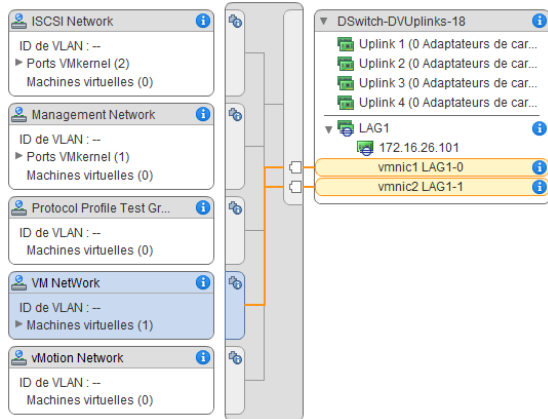 ISCSI Network
ID de VLAN : --
Ports VMkernel (2)
Machines virtuelles (0)
Management Network
ID de VLAN : --
Ports VMkernel (1)
Machines virtuelles (0)
Protocol Profile Test Gr...
ID de VLAN : --
Machines virtuelles (0)
VM NetWork
ID de VLAN : --
Machines virtuelles (1)
vMotion Network
ID de VLAN : --
Machines virtuelles (0)
DSwitch-DVUplinks-18
Uplink 1 (0 Adaptateurs de car...
Uplink 2 (0 Adaptateurs de car...
Uplink 3 (0 Adaptateurs de car...
Uplink 4 (0 Adaptateurs de car...
LAG1
172.16.26.101
vmnic1 LAG1-0
vmnic2 LAG1-1